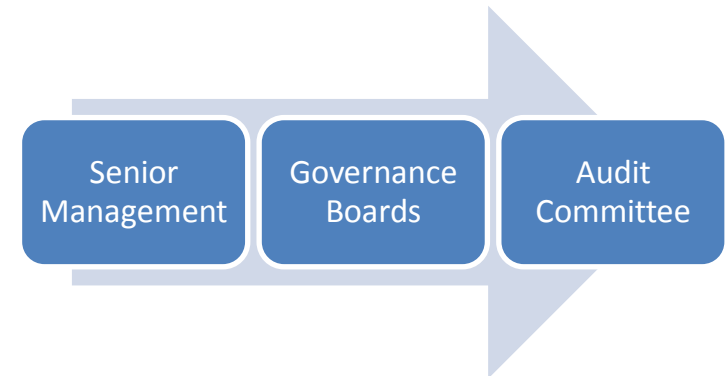 Senior
Management
Governance
Boards
Audit
Committee